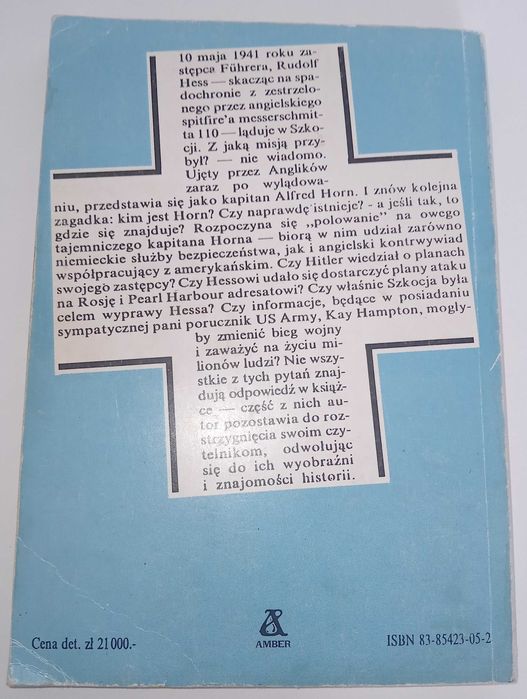 10 maja 1941 roku za-
stępca Führera, Rudolf
Hess — skacząc na spa-
dochronie z zestrzelo-
nego przez angielskiego
spitfire'a messerschmit-
ta 110 — ląduje w Szko-
cji. Z jaką misją przy-
był? — nie wiadomo.
Ujęty przez Anglików
zaraz po wylądowa-
niu, przedstawia się jako kapitan Alfred Horn. I znów kolejna
zagadka: kim jest Horn? Czy naprawdę istnieje? - a jeśli tak, to
gdzie się znajduje? Rozpoczyna się „polowanie" na owego
tajemniczego kapitana Horna — biorą w nim udział zarówno
niemieckie służby bezpieczeństwa, jak i angielski kontrwywiad
współpracujący z amerykańskim. Czy Hitler wiedział o planach
swojego zastępcy? Czy Hessowi udało się dostarczyć plany ataku
na Rosję i Pearl Harbour adresatowi? Czy właśnie Szkocja była
celem wyprawy Hessa? Czy informacje, będące w posiadaniu
sympatycznej pani porucznik US Army, Kay Hampton, mogły-
by zmienić bieg wojny
i zaważyć na życiu mi-
lionów ludzi? Nie wszy-
stkie z tych pytań znaj-
dują odpowiedź w książ-
ce — część z nich au-
tor pozostawia do roz-
strzygnięcia swoim czy-
telnikom, odwołując
się do ich wyobraźni
i znajomości historii.
Cena det. zł 21 000.-
AMBER
ISBN 83-85423-05-2